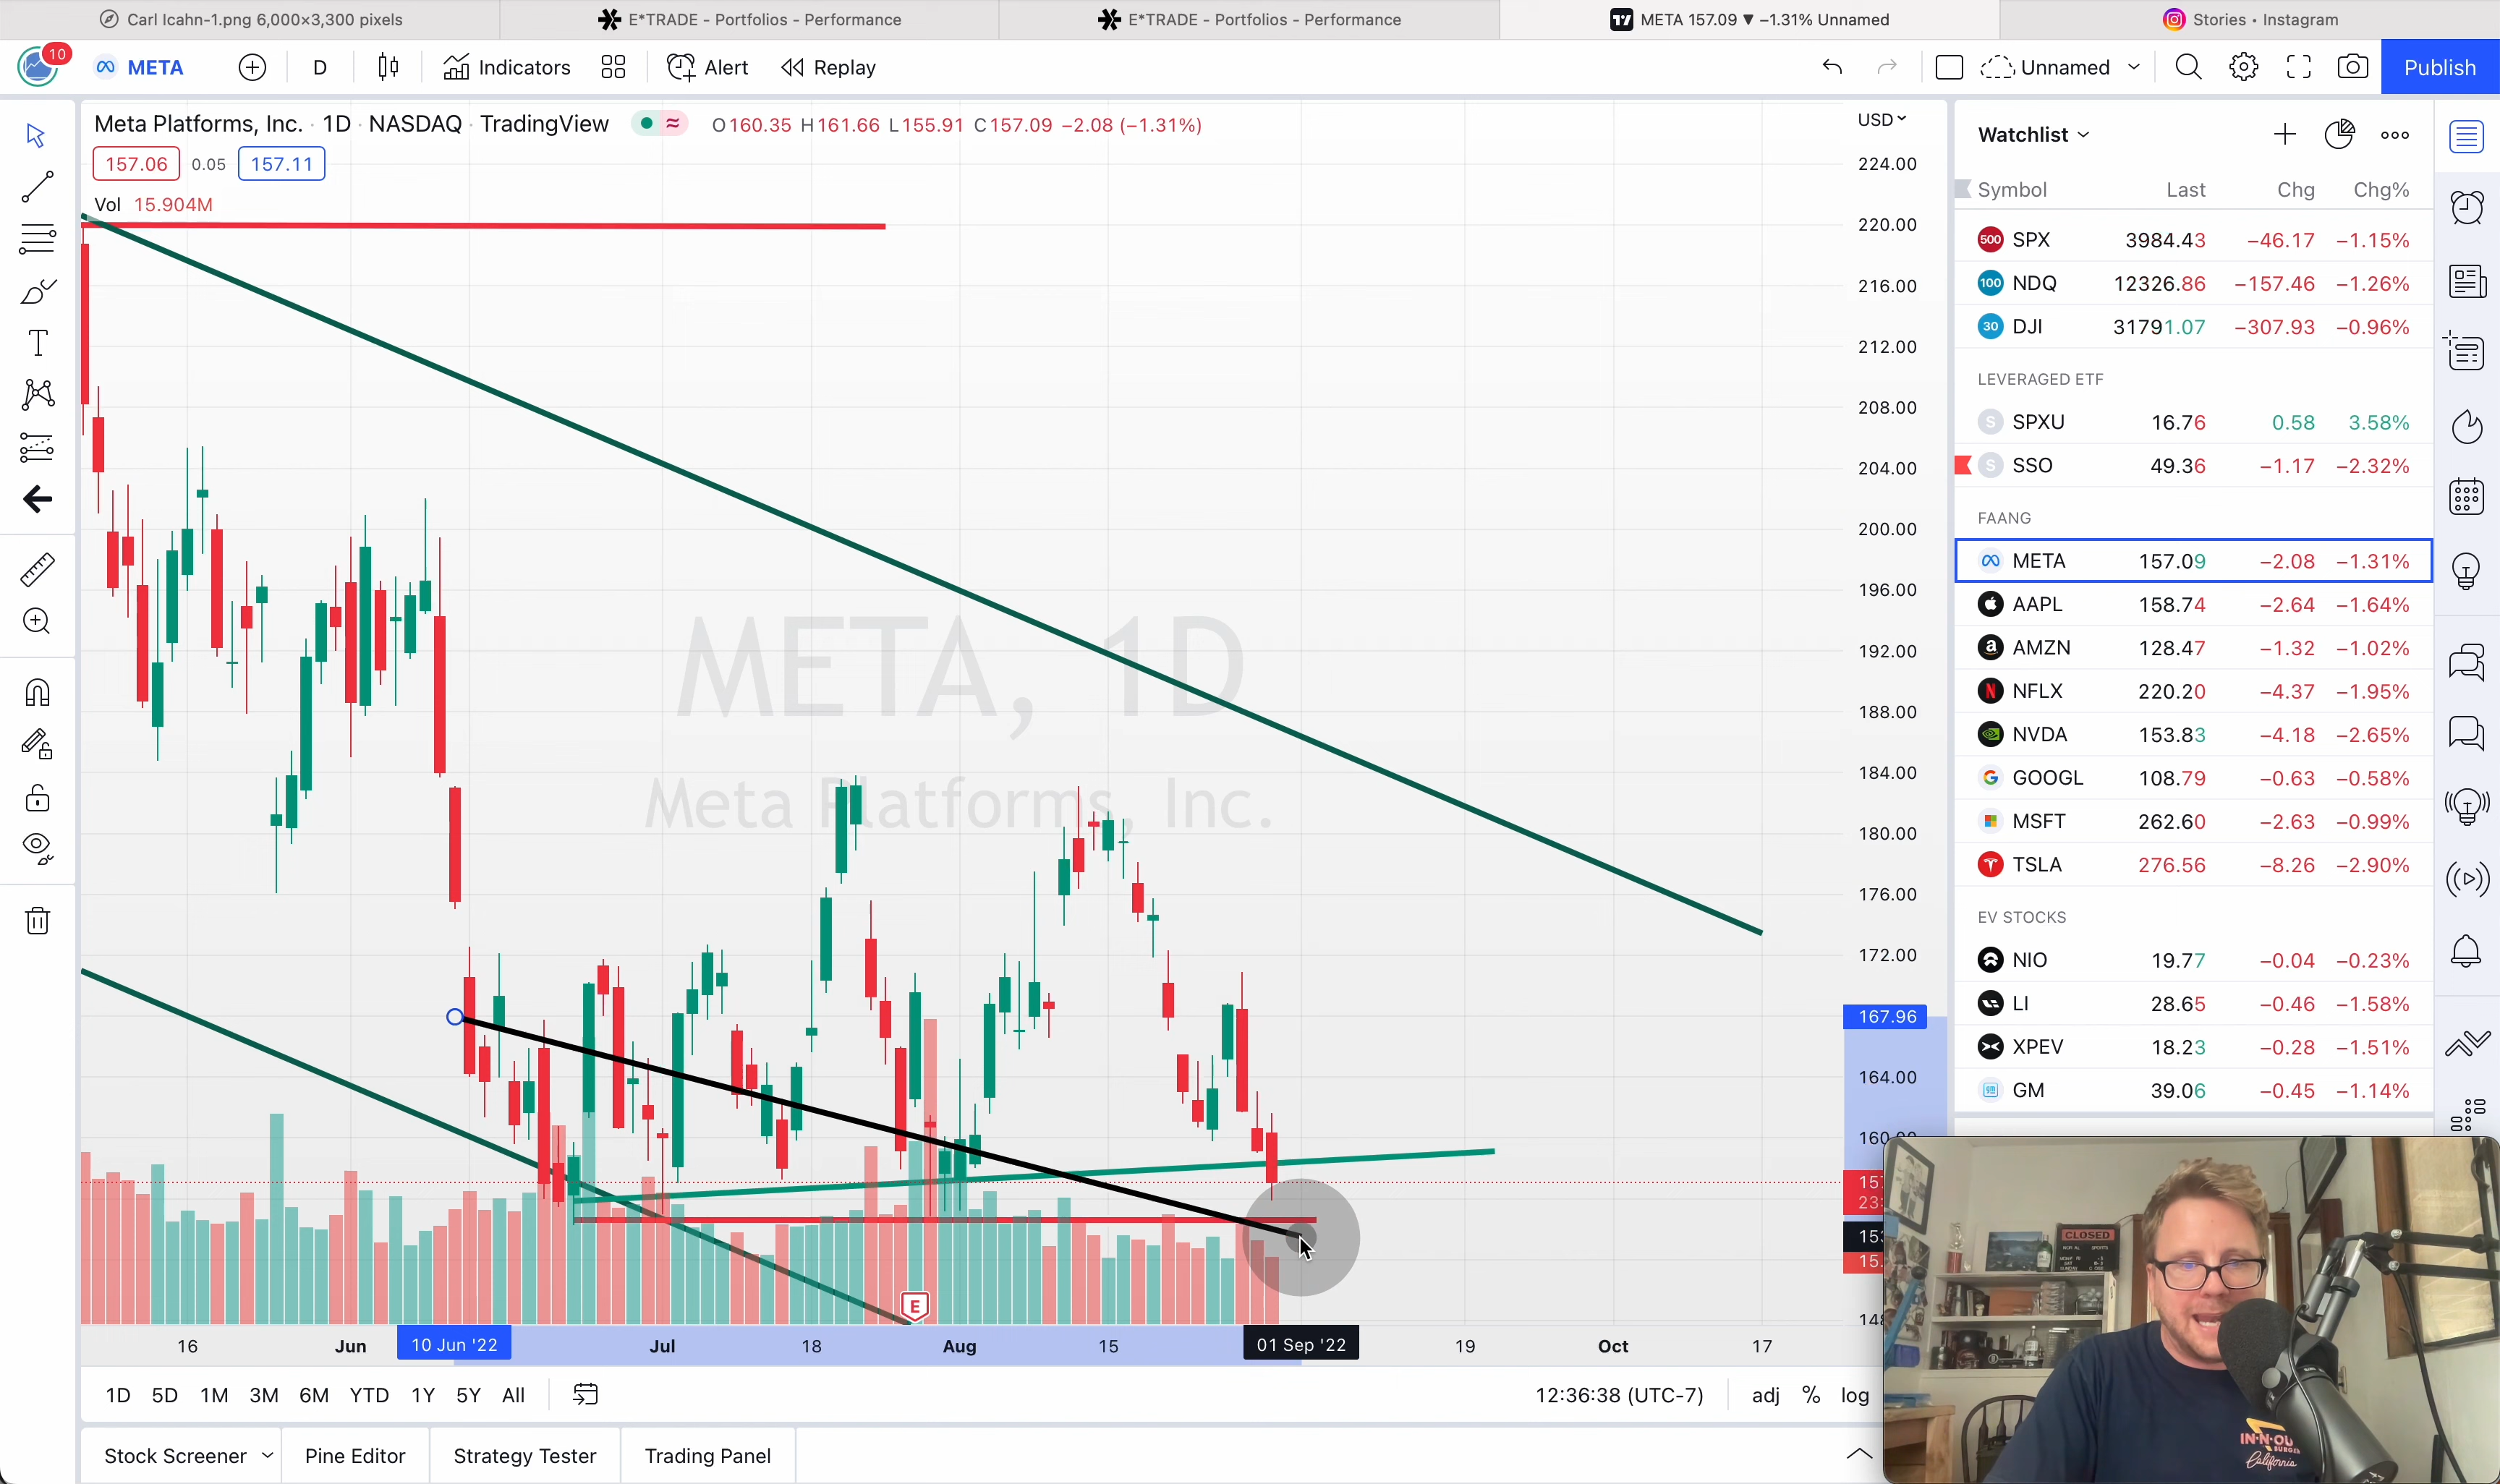 Carl Icahn-1.png 6,000×3,300 pixels
E*TRADE - Portfolios - Performance
E*TRADE - Portfolios - Performance
META 157.09 ▼ −1.31% Unnamed
Stories • Instagram
10
META
D
Indicators
Alert
Replay
Unnamed
Publish
Meta Platforms, Inc. · 1D · NASDAQ · TradingView
O160.35 H161.66 L155.91 C157.09 −2.08 (−1.31%)
157.06 0.05 157.11
Vol 15.904M
META, 1D
Meta Platforms, Inc.
USD
224.00
220.00
216.00
212.00
208.00
204.00
200.00
196.00
192.00
188.00
184.00
180.00
176.00
172.00
167.96
164.00
E
16
Jun
10 Jun '22
Jul
18
Aug
15
01 Sep '22
19
Oct
17
1D 5D 1M 3M 6M YTD 1Y 5Y All
12:36:38 (UTC-7)
adj % log
Stock Screener
Pine Editor
Strategy Tester
Trading Panel
Watchlist
Symbol Last Chg Chg%
500 SPX 3984.43 −46.17 −1.15%
100 NDQ 12326.86 −157.46 −1.26%
30 DJI 31791.07 −307.93 −0.96%
LEVERAGED ETF
S SPXU 16.76 0.58 3.58%
S SSO 49.36 −1.17 −2.32%
FAANG
META 157.09 −2.08 −1.31%
AAPL 158.74 −2.64 −1.64%
AMZN 128.47 −1.32 −1.02%
NFLX 220.20 −4.37 −1.95%
NVDA 153.83 −4.18 −2.65%
GOOGL 108.79 −0.63 −0.58%
MSFT 262.60 −2.63 −0.99%
TSLA 276.56 −8.26 −2.90%
EV STOCKS
NIO 19.77 −0.04 −0.23%
LI 28.65 −0.46 −1.58%
XPEV 18.23 −0.28 −1.51%
GM 39.06 −0.45 −1.14%
CLOSED
IN-N-OU
BURGER
California